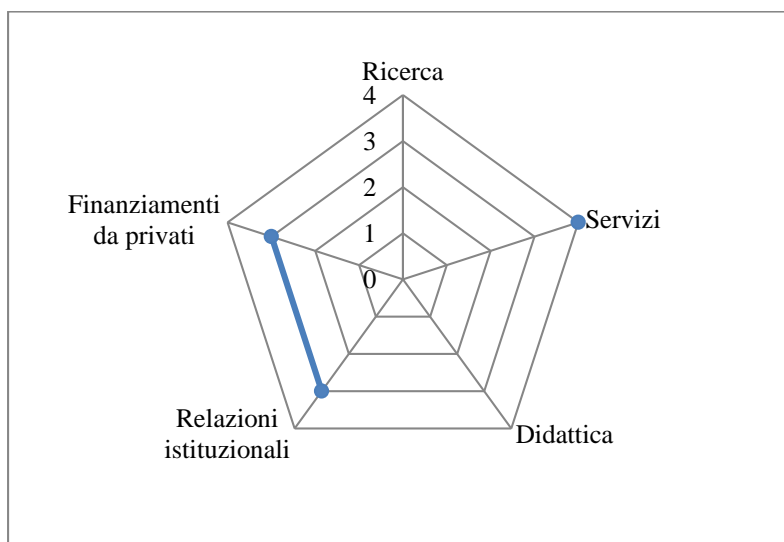 Ricerca
4
3
2
1
0
Servizi
Didattica
Relazioni
istituzionali
Finanziamenti
da privati